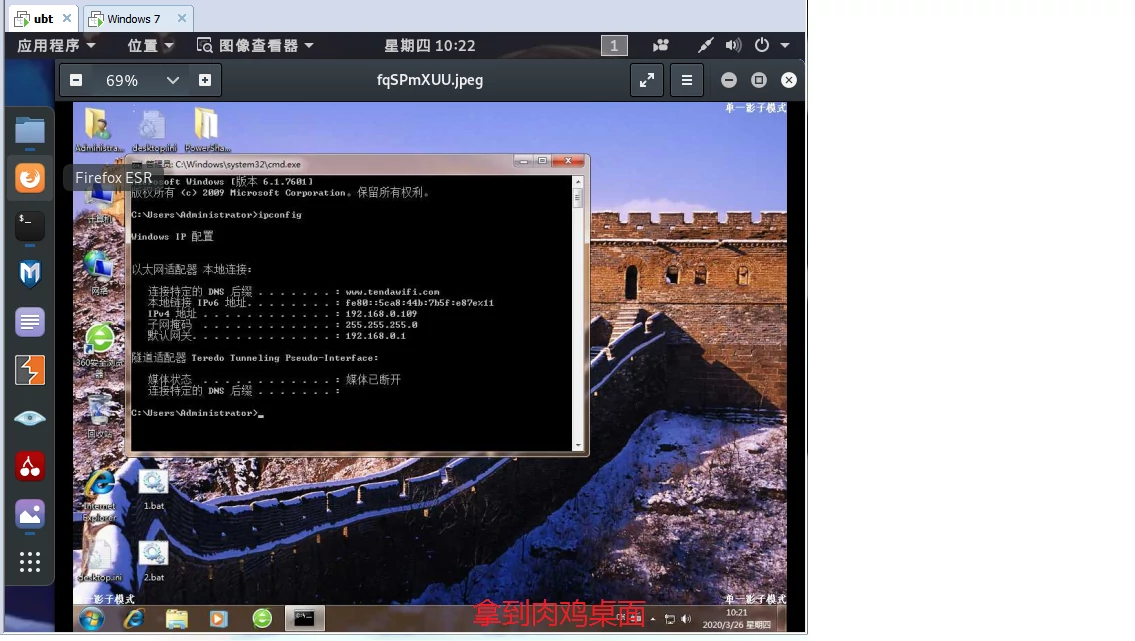 ubt
Windows 7
应用程序
位置
图像查看器
星期四 10:22
1
69%
fqSPmXUU.jpeg
单一影子模式
Administra...
desktop.ini
PowerSha...
管理员: C:\Windows\system32\cmd.exe
Firefox ESR
osoft Windows [版本 6.1.7601]
版权所有 (c) 2009 Microsoft Corporation。保留所有权利。
C:\Users\Administrator>ipconfig
Windows IP 配置
以太网适配器 本地连接:
连接特定的 DNS 后缀 . . . . . . . : www.tendawifi.com
本地链接 IPv6 地址. . . . . . . . : fe80::5ca8:44b:7b5f:e87e%11
IPv4 地址 . . . . . . . . . . . . : 192.168.0.109
子网掩码 . . . . . . . . . . . . : 255.255.255.0
默认网关. . . . . . . . . . . . . : 192.168.0.1
隧道适配器 Teredo Tunneling Pseudo-Interface:
媒体状态 . . . . . . . . . . . . : 媒体已断开
连接特定的 DNS 后缀 . . . . . . . :
C:\Users\Administrator>_
计算机
网络
360安全浏览器
回收站
Internet Explorer
1.bat
desktop.ini
2.bat
单一影子模式
单一影子模式
拿到肉鸡桌面
10:21
2020/3/26 星期四